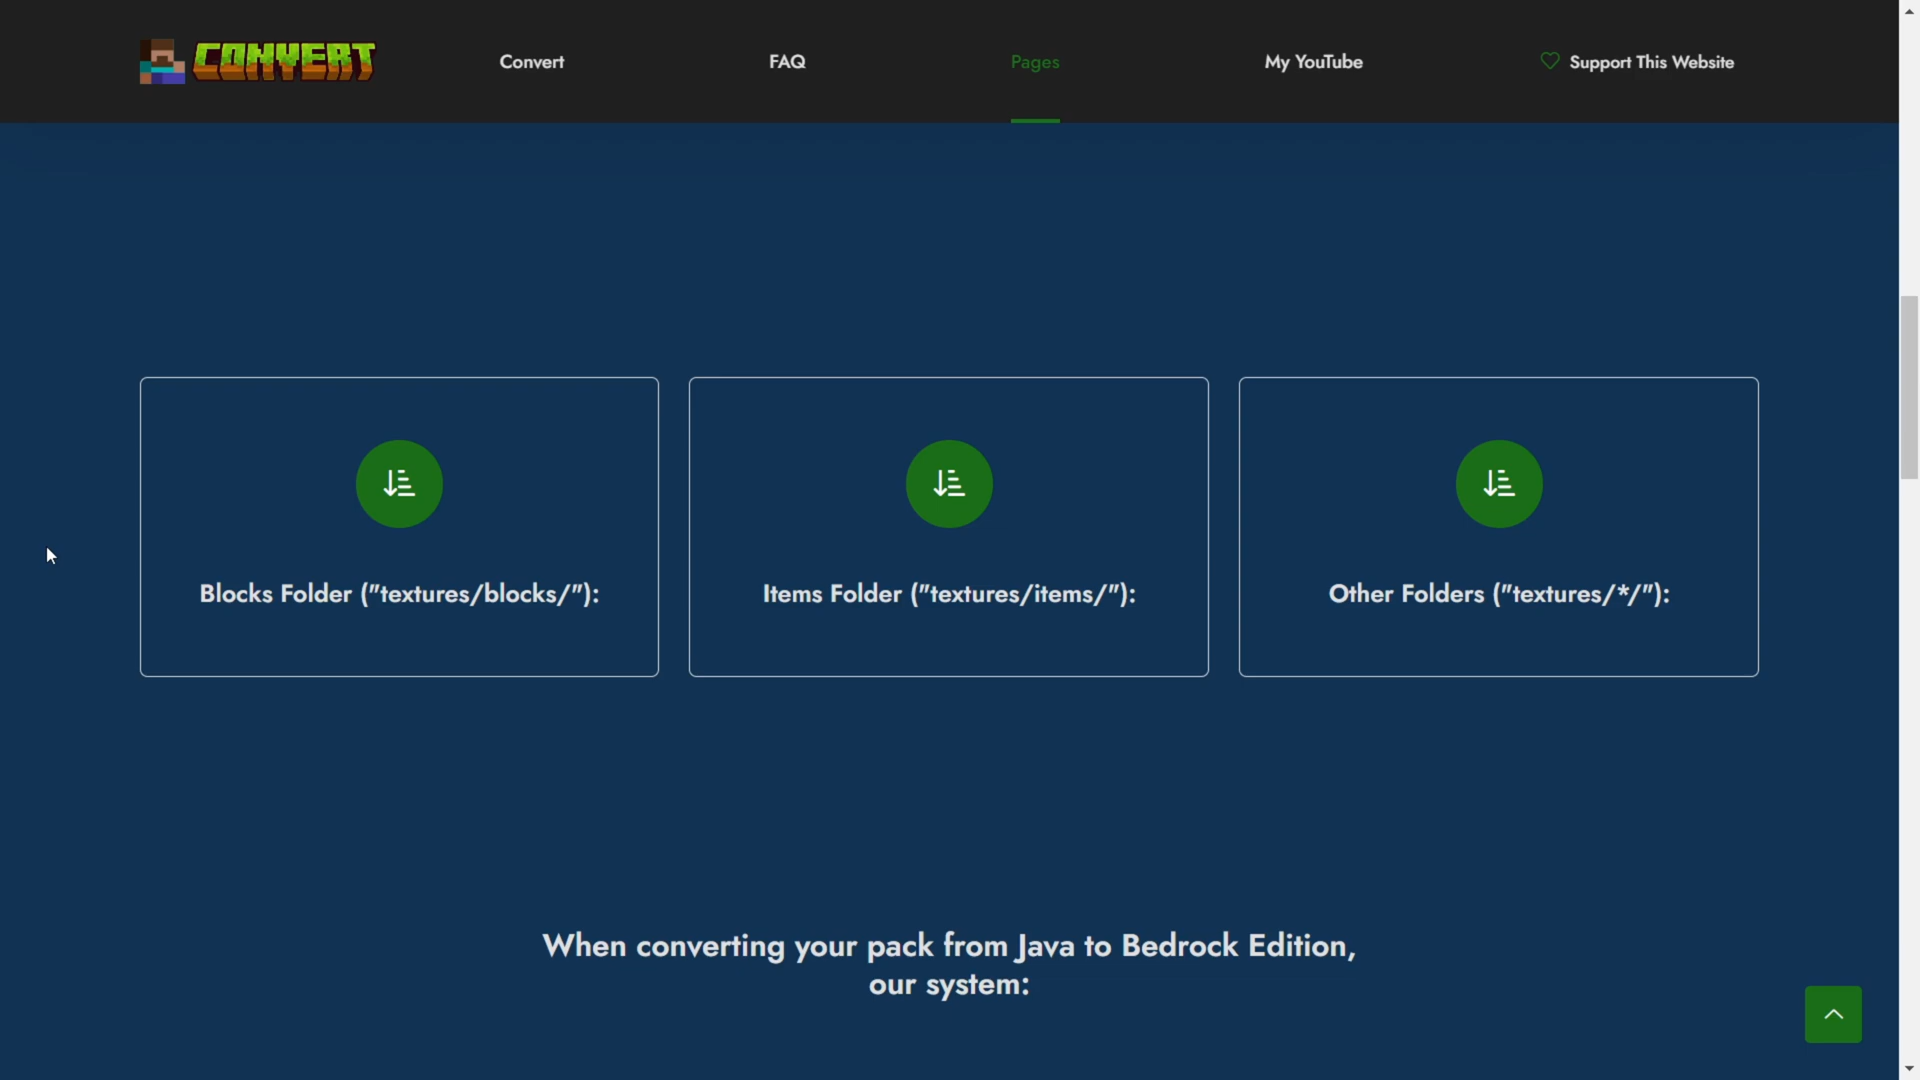 CONVERT
Convert
FAQ
Pages
My YouTube
Support This Website
Blocks Folder ("textures/blocks/"):
Items Folder ("textures/items/"):
Other Folders ("textures/*/"):
When converting your pack from Java to Bedrock Edition,
our system: